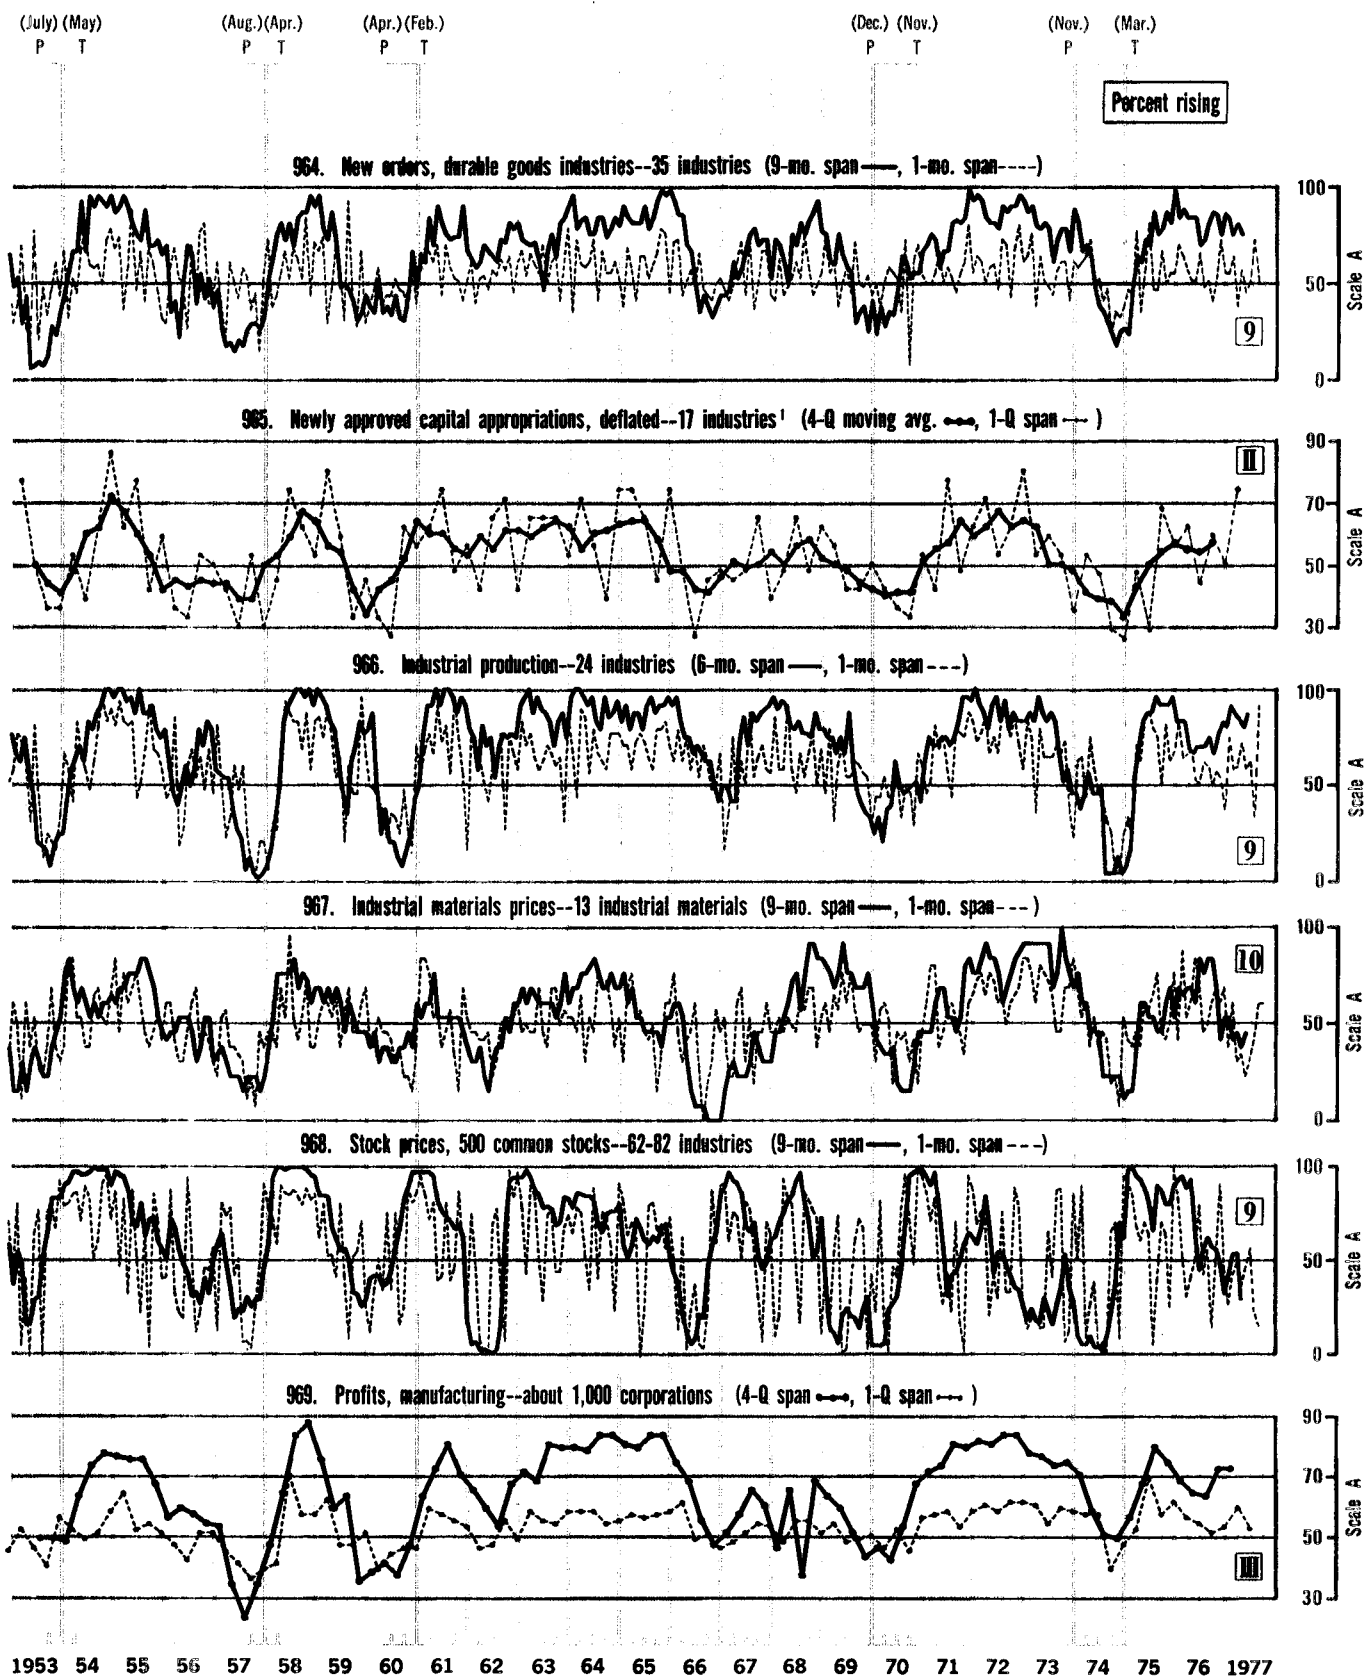 (July) (May) (Aug.) (Apr.) (Apr.) (Feb.) (Dec.) (Nov.) (Nov.) (Mar.)
P T P T P T P T P T
Percent rising
964. New orders, durable goods industries--35 industries (9-mo. span——, 1-mo. span----)
100
50
0
Scale A
9
965. Newly approved capital appropriations, deflated--17 industries¹ (4-Q moving avg. •—•, 1-Q span•---•)
90
70
50
30
Scale A
II
966. Industrial production--24 industries (6-mo. span——, 1-mo. span----)
100
50
0
Scale A
9
967. Industrial materials prices--13 industrial materials (9-mo. span——, 1-mo. span----)
100
50
0
Scale A
10
968. Stock prices, 500 common stocks--62-82 industries (9-mo. span——, 1-mo. span----)
100
50
0
Scale A
9
969. Profits, manufacturing--about 1,000 corporations (4-Q span•—•, 1-Q span•---•)
90
70
50
30
Scale A
III
1953 54 55 56 57 58 59 60 61 62 63 64 65 66 67 68 69 70 71 72 73 74 75 76 1977